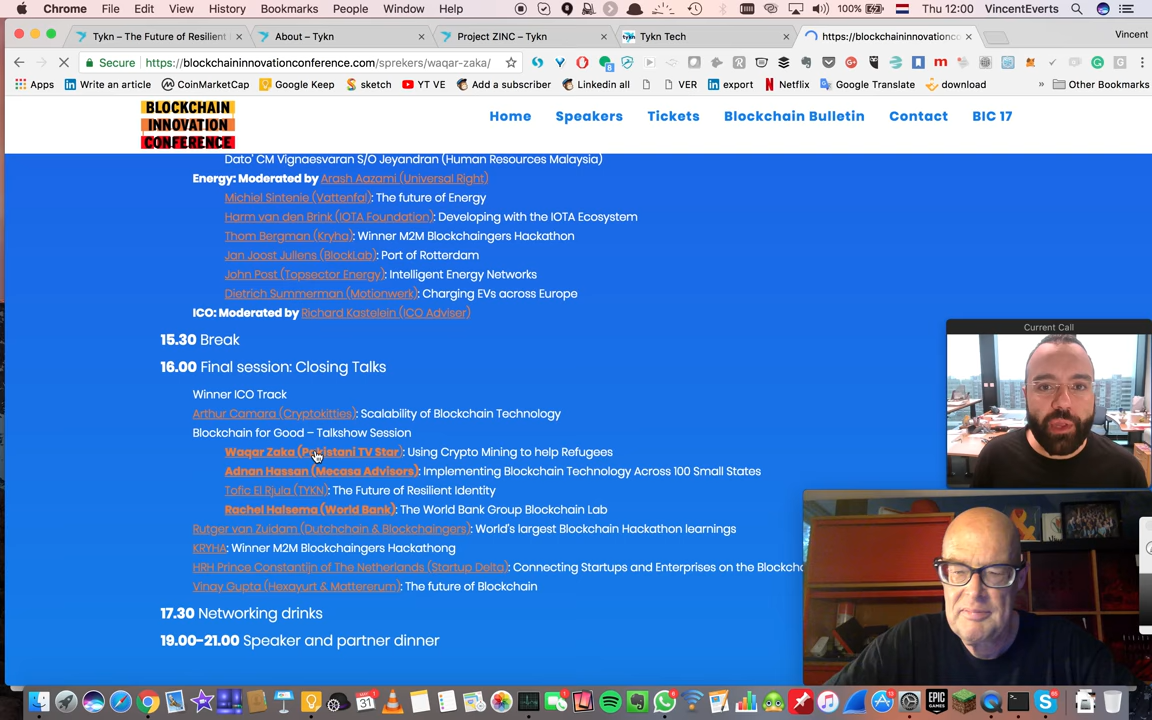 Chrome File Edit View History Bookmarks People Window Help 100% Thu 12:00 VincentEverts
Tykn – The Future of Resilient
About – Tykn
Project ZINC – Tykn
tykn Tykn Tech
https://blockchaininnovationco
Vincent
Secure https://blockchaininnovationconference.com/sprekers/waqar-zaka/
Apps Write an article CoinMarketCap Google Keep sketch YT VE Add a subscriber Linkedin all VER export Netflix Google Translate download » Other Bookmarks
BLOCKCHAIN
INNOVATION
CONFERENCE
Home Speakers Tickets Blockchain Bulletin Contact BIC 17
Dato' CM Vignaesvaran S/O Jeyandran (Human Resources Malaysia)
Energy: Moderated by Arash Aazami (Universal Right)
Michiel Sintenie (Vattenfal): The future of Energy
Harm van den Brink (IOTA Foundation): Developing with the IOTA Ecosystem
Thom Bergman (Kryha): Winner M2M Blockchaingers Hackathon
Jan Joost Jullens (BlockLab): Port of Rotterdam
John Post (Topsector Energy): Intelligent Energy Networks
Dietrich Summerman (Motionwerk): Charging EVs across Europe
ICO: Moderated by Richard Kastelein (ICO Adviser)
15.30 Break
16.00 Final session: Closing Talks
Winner ICO Track
Arthur Camara (Cryptokitties): Scalability of Blockchain Technology
Blockchain for Good – Talkshow Session
Waqar Zaka (Pakistani TV Star): Using Crypto Mining to help Refugees
Adnan Hassan (Mecasa Advisors): Implementing Blockchain Technology Across 100 Small States
Tofic El Rjula (TYKN): The Future of Resilient Identity
Rachel Halsema (World Bank): The World Bank Group Blockchain Lab
Rutger van Zuidam (Dutchchain & Blockchaingers): World's largest Blockchain Hackathon learnings
KRYHA: Winner M2M Blockchaingers Hackathong
HRH Prince Constantijn of The Netherlands (Startup Delta): Connecting Startups and Enterprises on the Blockcha
Vinay Gupta (Hexayurt & Mattererum): The future of Blockchain
17.30 Networking drinks
19.00-21.00 Speaker and partner dinner
Current Call
EPIC
GAMES